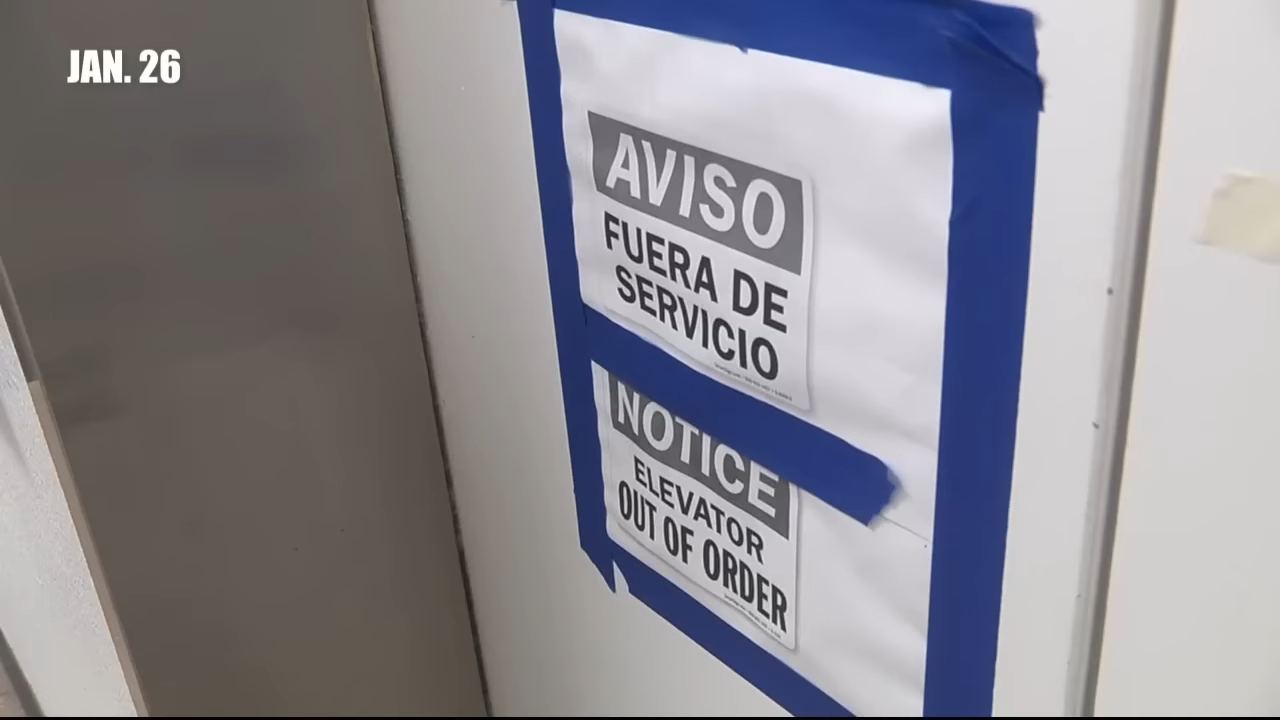 JAN. 26
AVISO
FUERA DE
SERVICIO
NOTICE
ELEVATOR
OUT OF ORDER